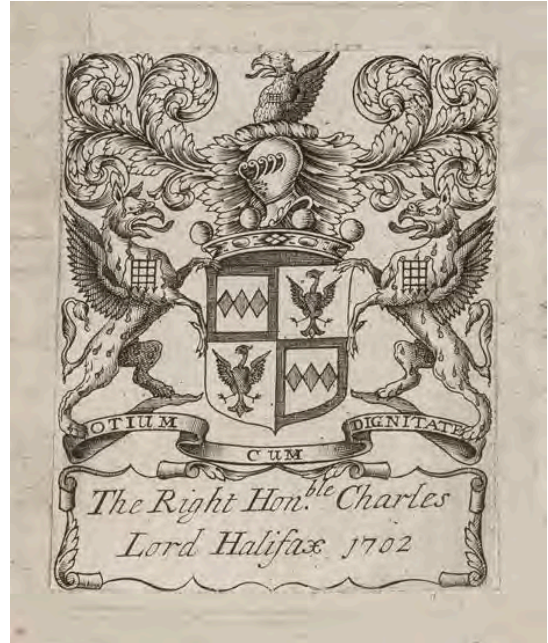 OTIUM CUM DIGNITATE
The Right Hon.ble Charles
Lord Halifax 1702